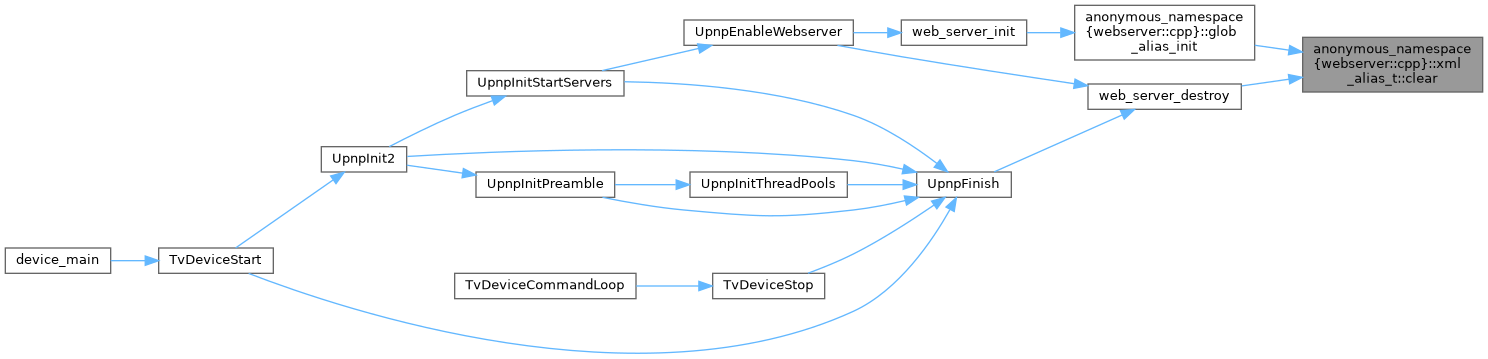 anonymous_namespace
{webserver::cpp}::glob
_alias_init
UpnpEnableWebserver
web_server_init
anonymous_namespace
{webserver::cpp}::xml
_alias_t::clear
UpnpInitStartServers
web_server_destroy
UpnpInit2
UpnpInitPreamble
UpnpInitThreadPools
UpnpFinish
device_main
TvDeviceStart
TvDeviceCommandLoop
TvDeviceStop